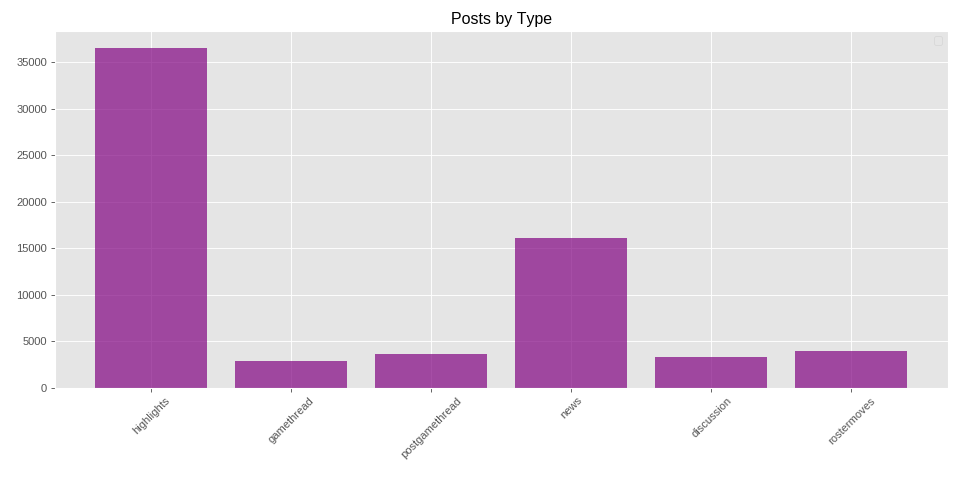 Posts by Type
35000
30000
25000
20000
15000
10000
5000
0
highlights
gamethread
postgamethread
news
discussion
rostermoves